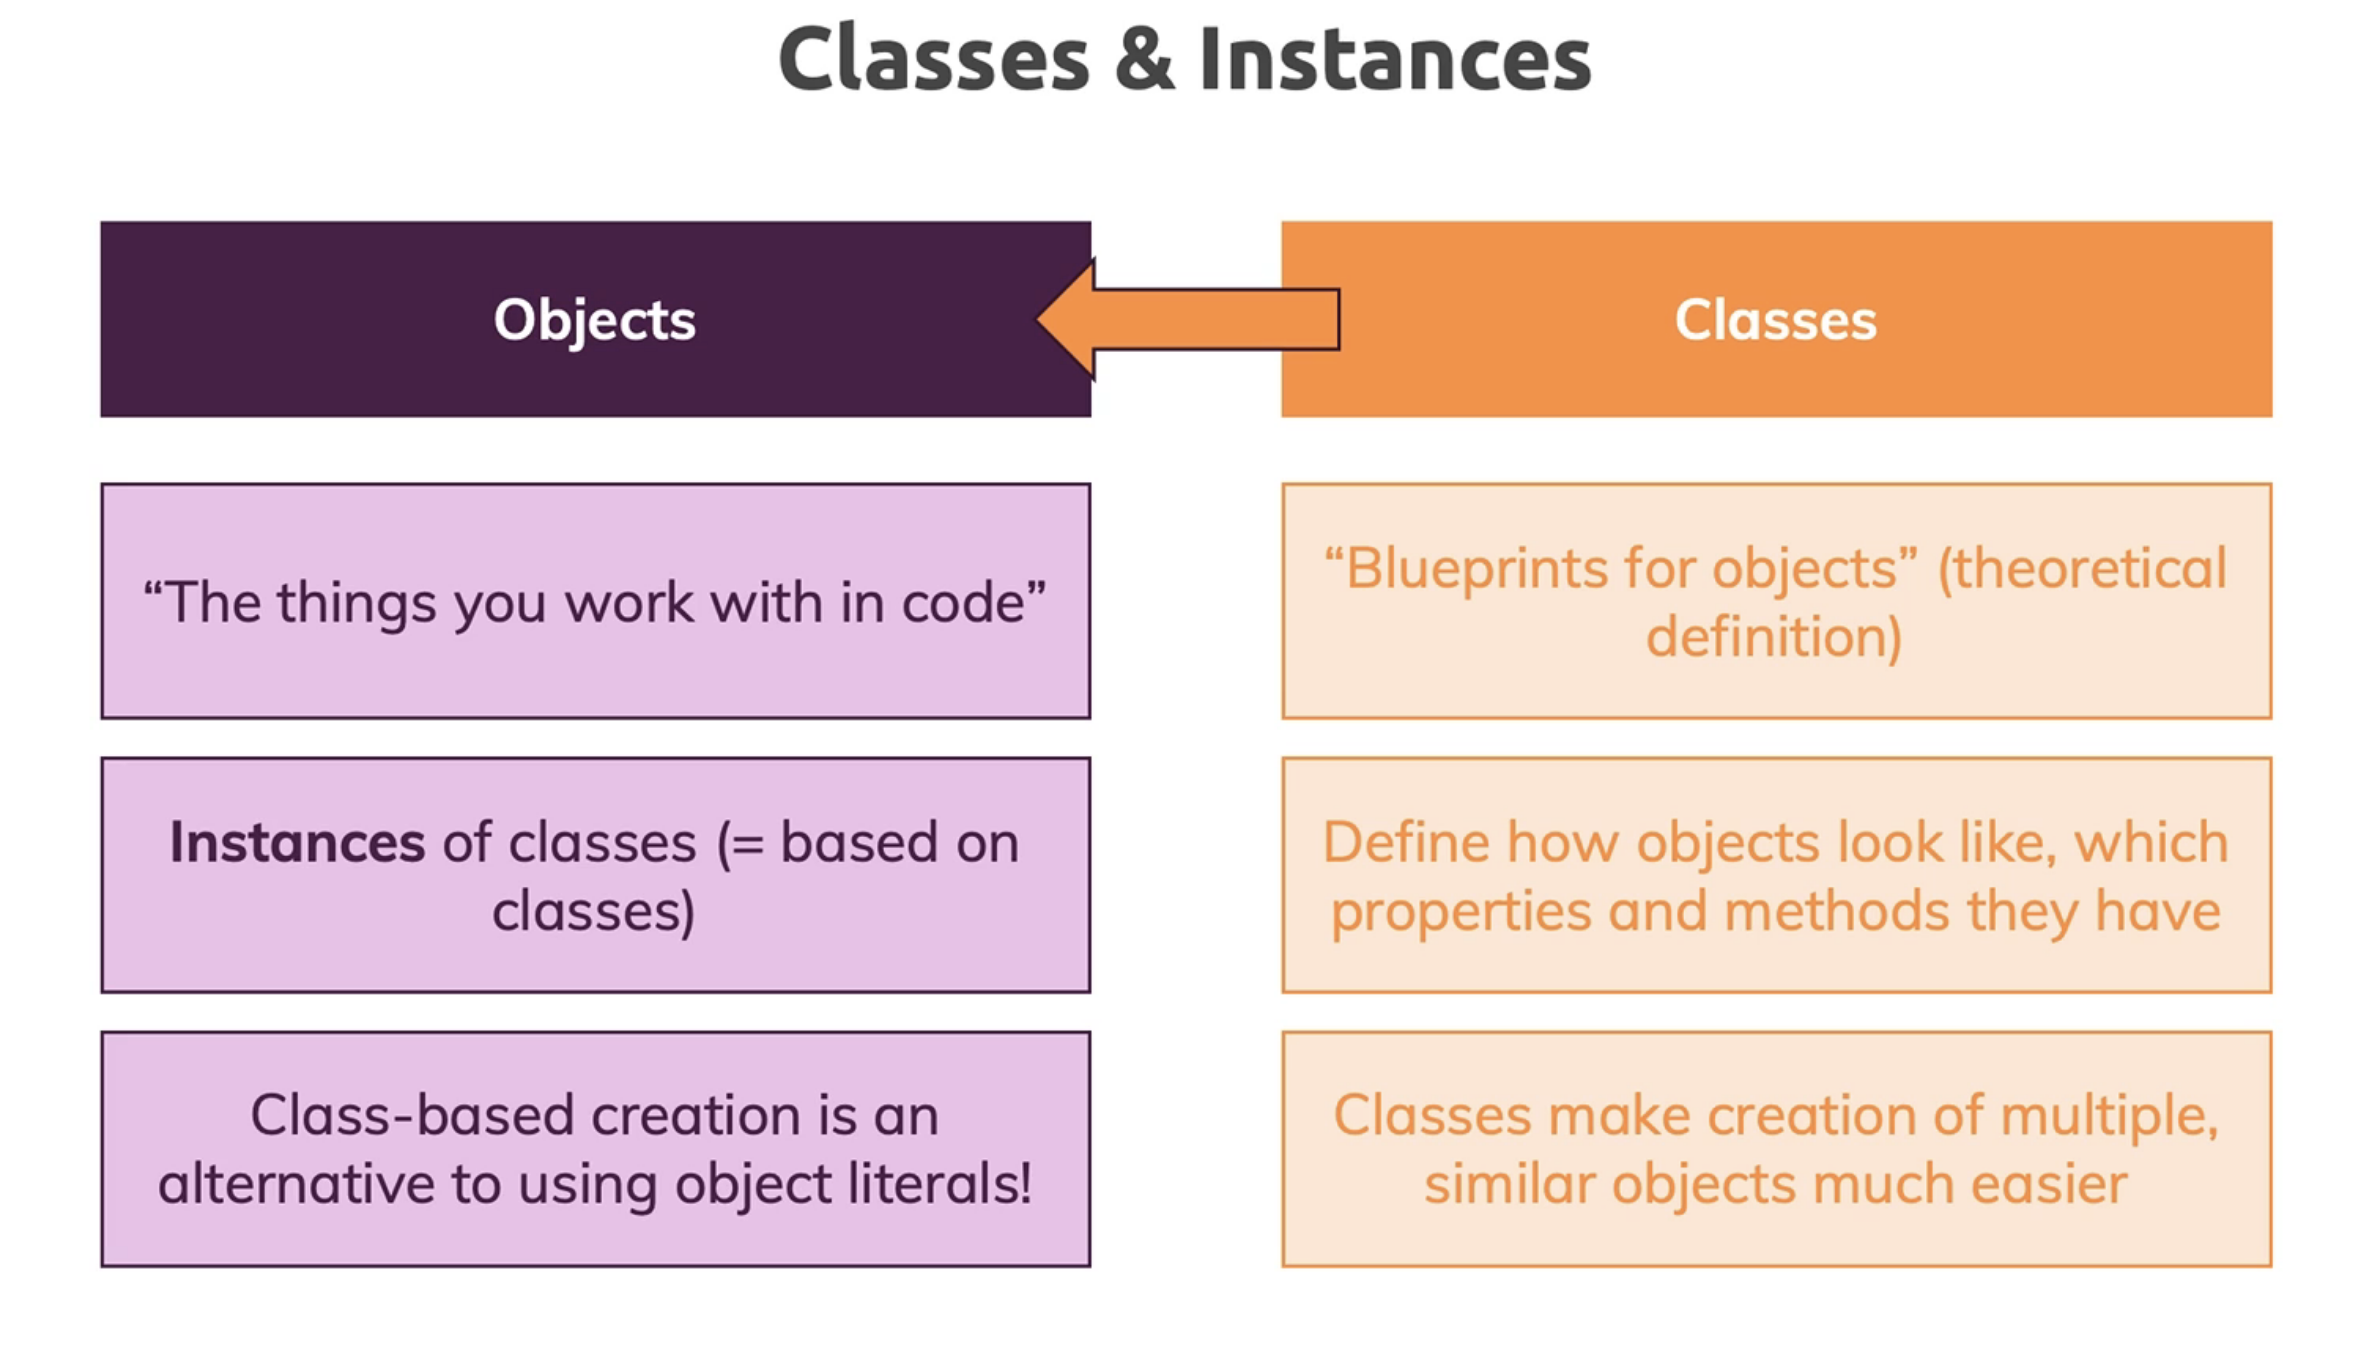 Classes & Instances
Objects
Classes
“The things you work with in code”
“Blueprints for objects” (theoretical
definition)
Instances of classes (= based on
classes)
Define how objects look like, which
properties and methods they have
Class-based creation is an
alternative to using object literals!
Classes make creation of multiple,
similar objects much easier